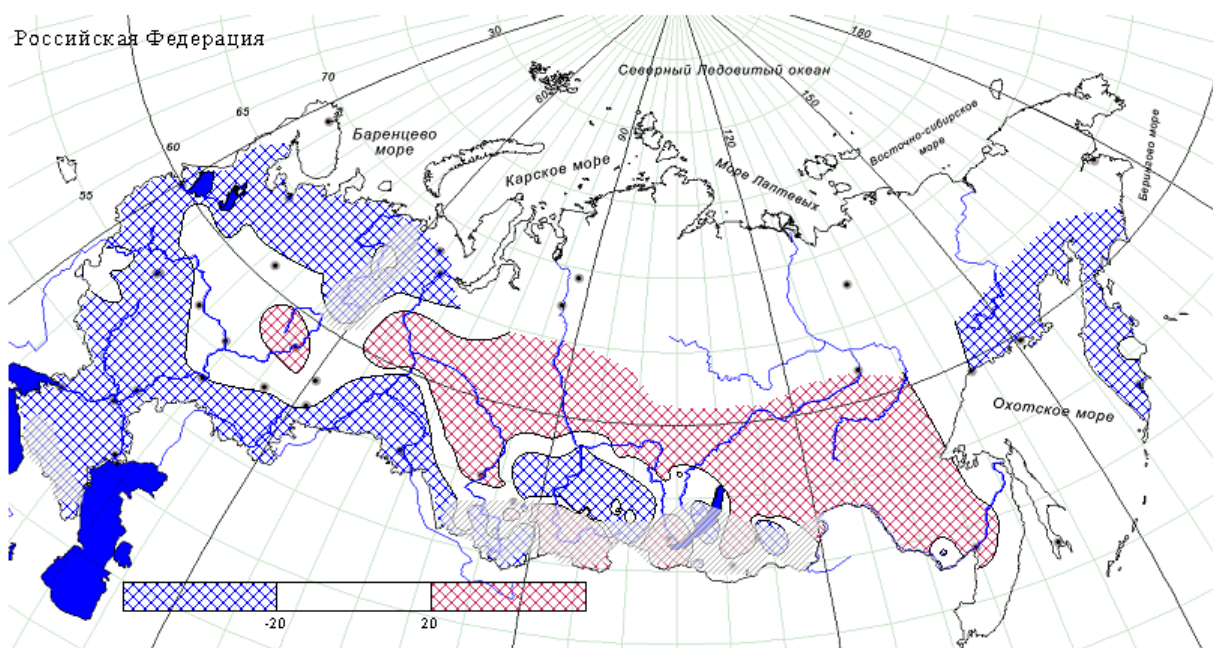 Российская Федерация
30
180
Северный Ледовитый океан
70
60
150
65
Баренцево
море
90
120
Восточно-сибирское
море
60
Карское море
Море Лаптевых
Берингово море
55
Охотское море
-20
20